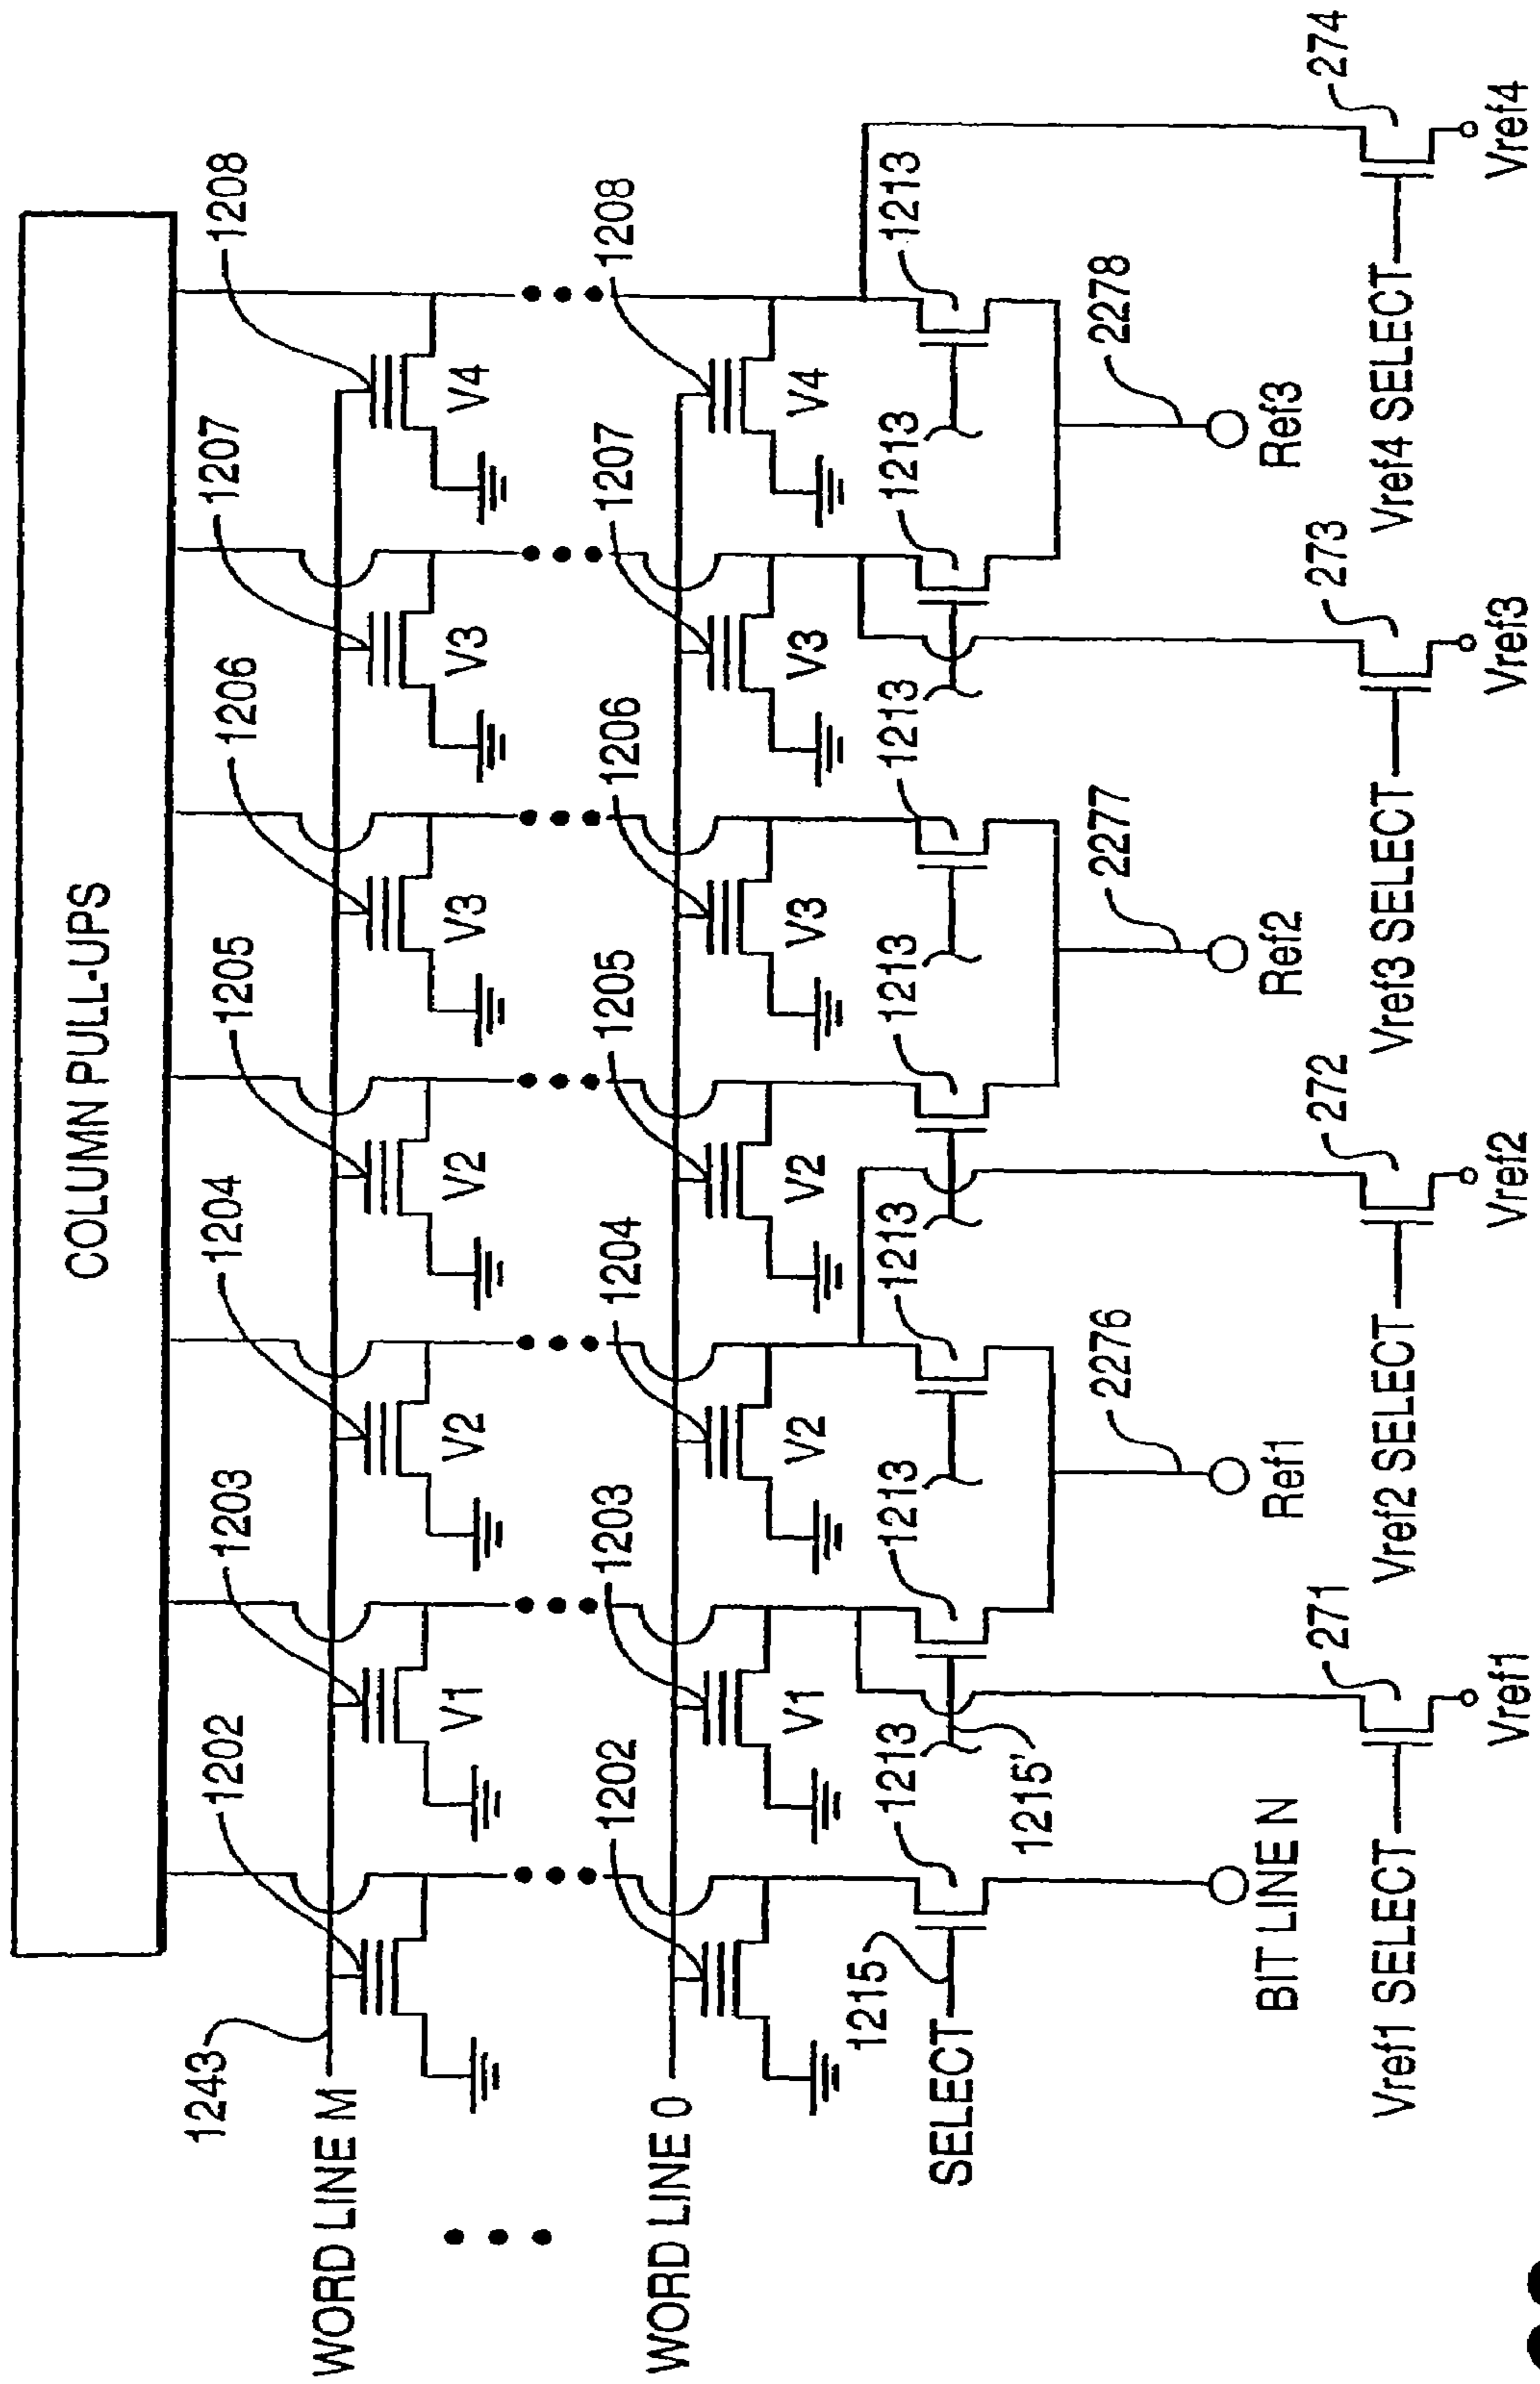 COLUMN PULL-UPS
1243 1202 1203 1204 1205 1206 1207 1208
WORD LINE M
V1 V2 V2 V3 V3 V4
1202 1203 1204 1205 1206 1207 1208
WORD LINE 0
V1 V2 V2 V3 V3 V4
1215 1213 1213 1213 1213 1213 1213 1213
SELECT
1215'
2276 2277 2278
BIT LINE N Ref1 Ref2 Ref3
271 272 273 274
Vref1 SELECT Vref2 SELECT Vref3 SELECT Vref4 SELECT
Vref1 Vref2 Vref3 Vref4